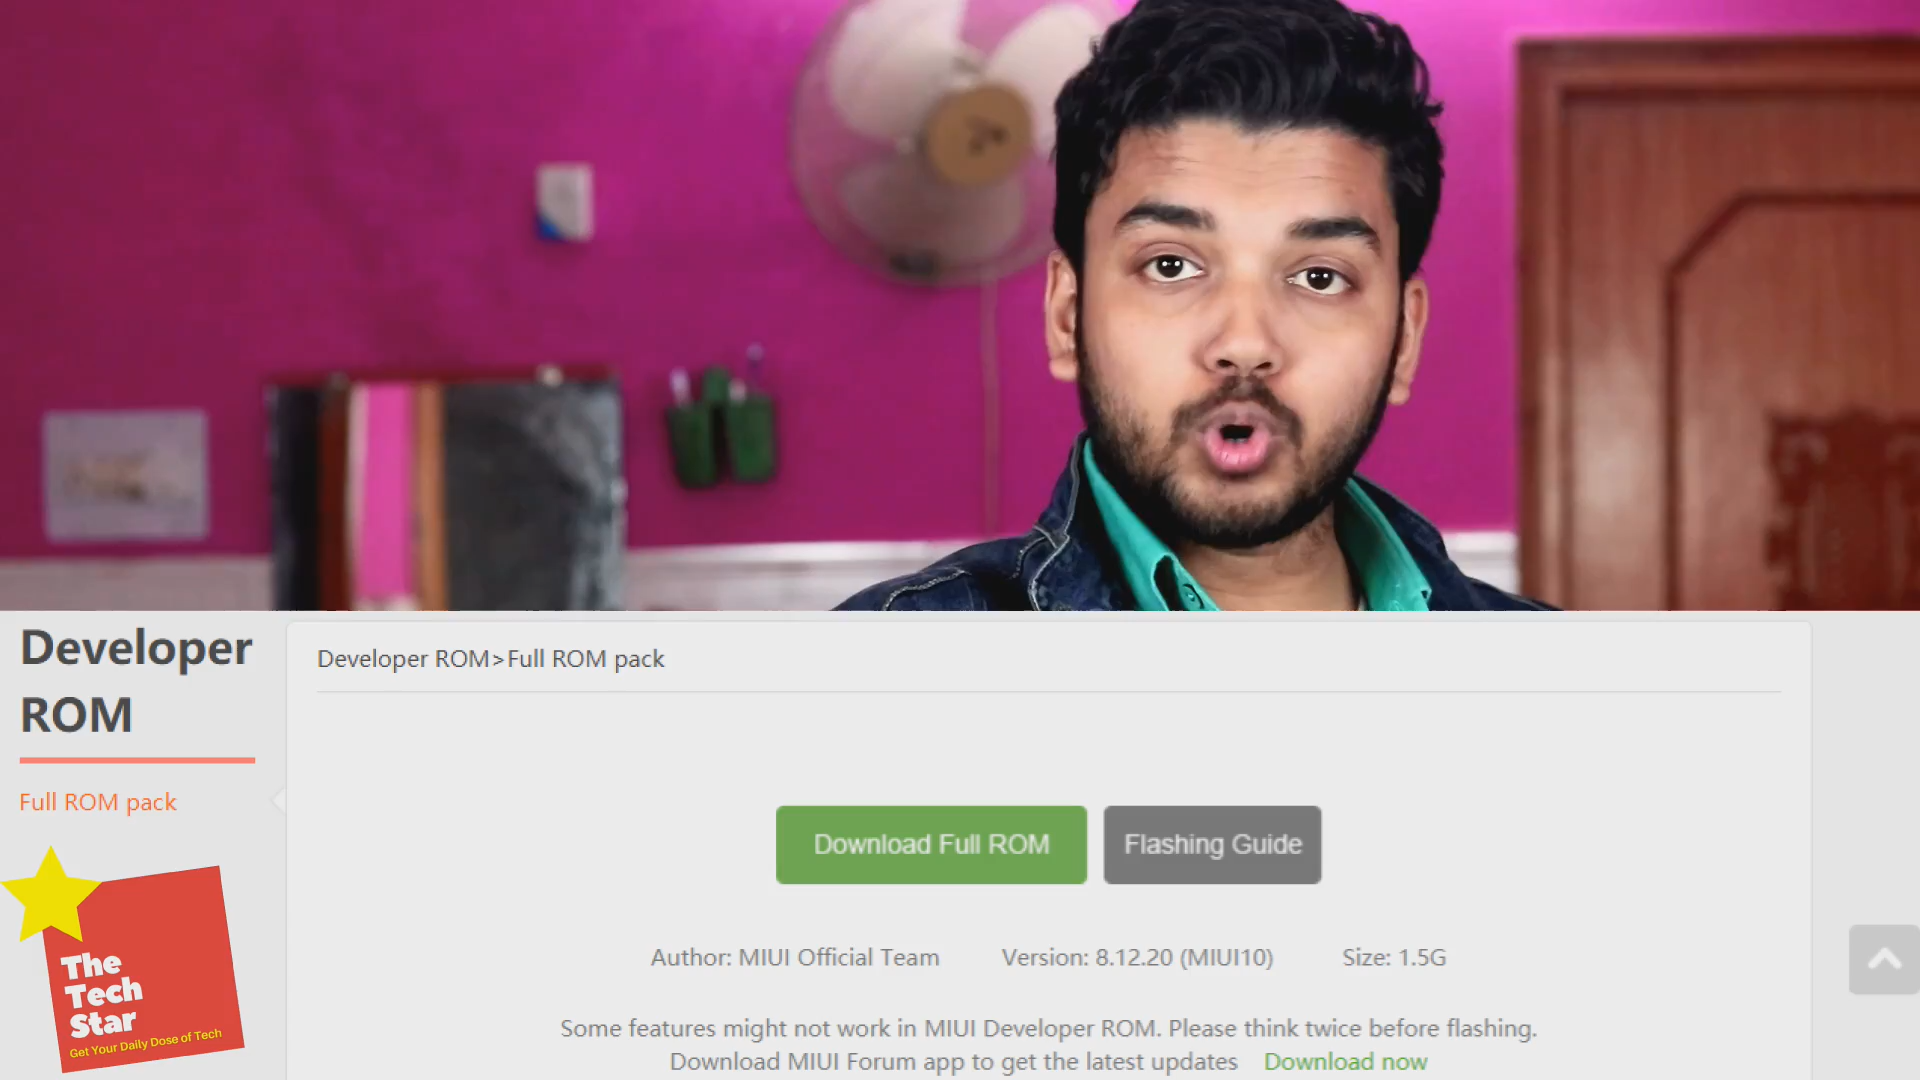 Developer
ROM
Full ROM pack
Developer ROM>Full ROM pack
Download Full ROM
Flashing Guide
Author: MIUI Official Team
Version: 8.12.20 (MIUI10)
Size: 1.5G
Some features might not work in MIUI Developer ROM. Please think twice before flashing.
Download MIUI Forum app to get the latest updates Download now
The
Tech
Star
Get Your Daily Dose of Tech